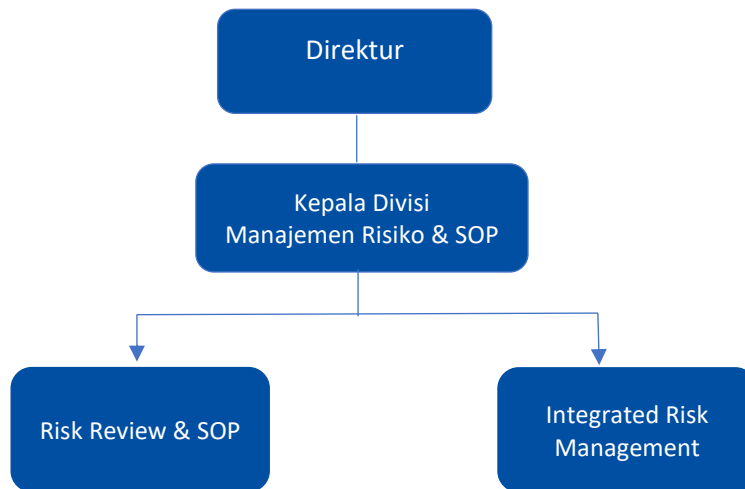 Direktur
Kepala Divisi
Manajemen Risiko & SOP
Risk Review & SOP
Integrated Risk
Management